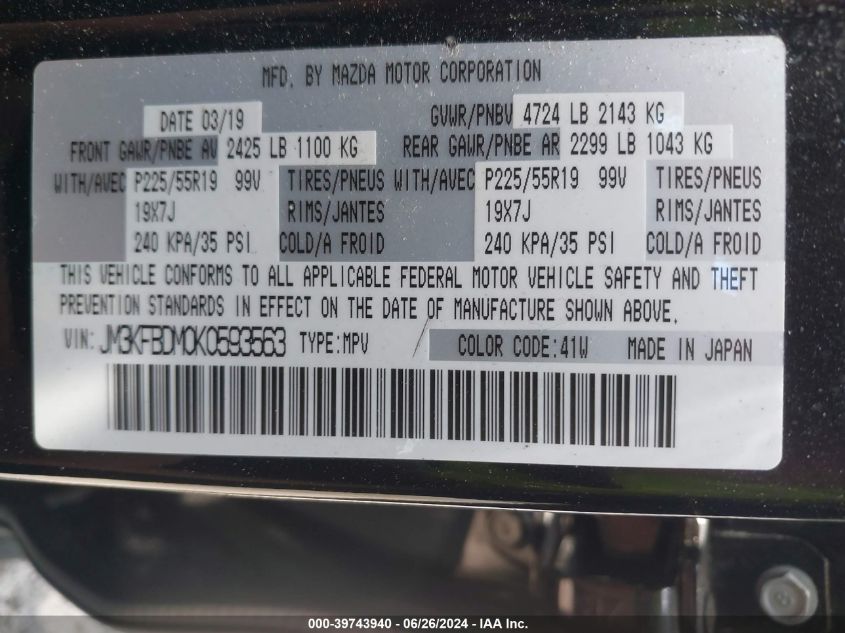 MFD. BY MAZDA MOTOR CORPORATION
DATE 03/19 GVWR/PNBV 4724 LB 2143 KG
FRONT GAWR/PNBE AV 2425 LB 1100 KG REAR GAWR/PNBE AR 2299 LB 1043 KG
WITH/AVEC P225/55R19 99V TIRES/PNEUS WITH/AVEC P225/55R19 99V TIRES/PNEUS
19X7J RIMS/JANTES 19X7J RIMS/JANTES
240 KPA/35 PSI COLD/A FROID 240 KPA/35 PSI COLD/A FROID
THIS VEHICLE CONFORMS TO ALL APPLICABLE FEDERAL MOTOR VEHICLE SAFETY AND THEFT
PREVENTION STANDARDS IN EFFECT ON THE DATE OF MANUFACTURE SHOWN ABOVE.
VIN: JM3KFBDM0K0593563 TYPE:MPV / COLOR CODE:41W MADE IN JAPAN
000-39743940 - 06/26/2024 - IAA Inc.